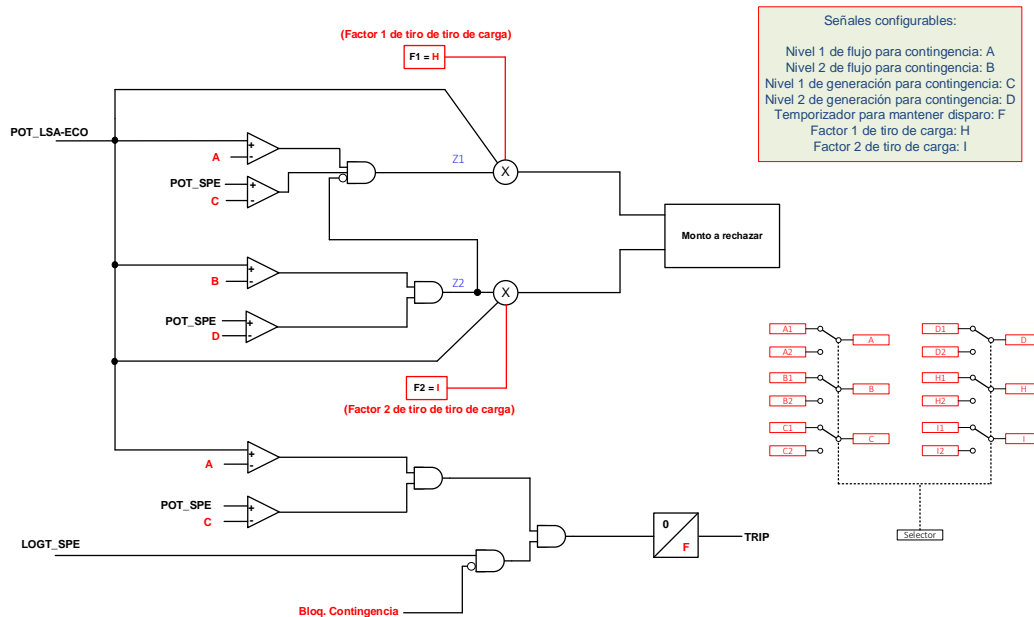 (Factor 1 de tiro de tiro de carga)
F1 = H
Señales configurables:
Nivel 1 de flujo para contingencia: A
Nivel 2 de flujo para contingencia: B
Nivel 1 de generación para contingencia: C
Nivel 2 de generación para contingencia: D
Temporizador para mantener disparo: F
Factor 1 de tiro de carga: H
Factor 2 de tiro de carga: I
POT_LSA-ECO
+
-
A
Z1
X
POT_SPE
+
-
C
Monto a rechazar
+
-
B
Z2
X
POT_SPE
+
-
D
F2 = I
(Factor 2 de tiro de tiro de carga)
A1
A2
A
B1
B2
B
C1
C2
C
D1
D2
D
H1
H2
H
I1
I2
I
Selector
+
-
A
POT_SPE
+
-
C
LOGT_SPE
0
F
TRIP
Bloq. Contingencia